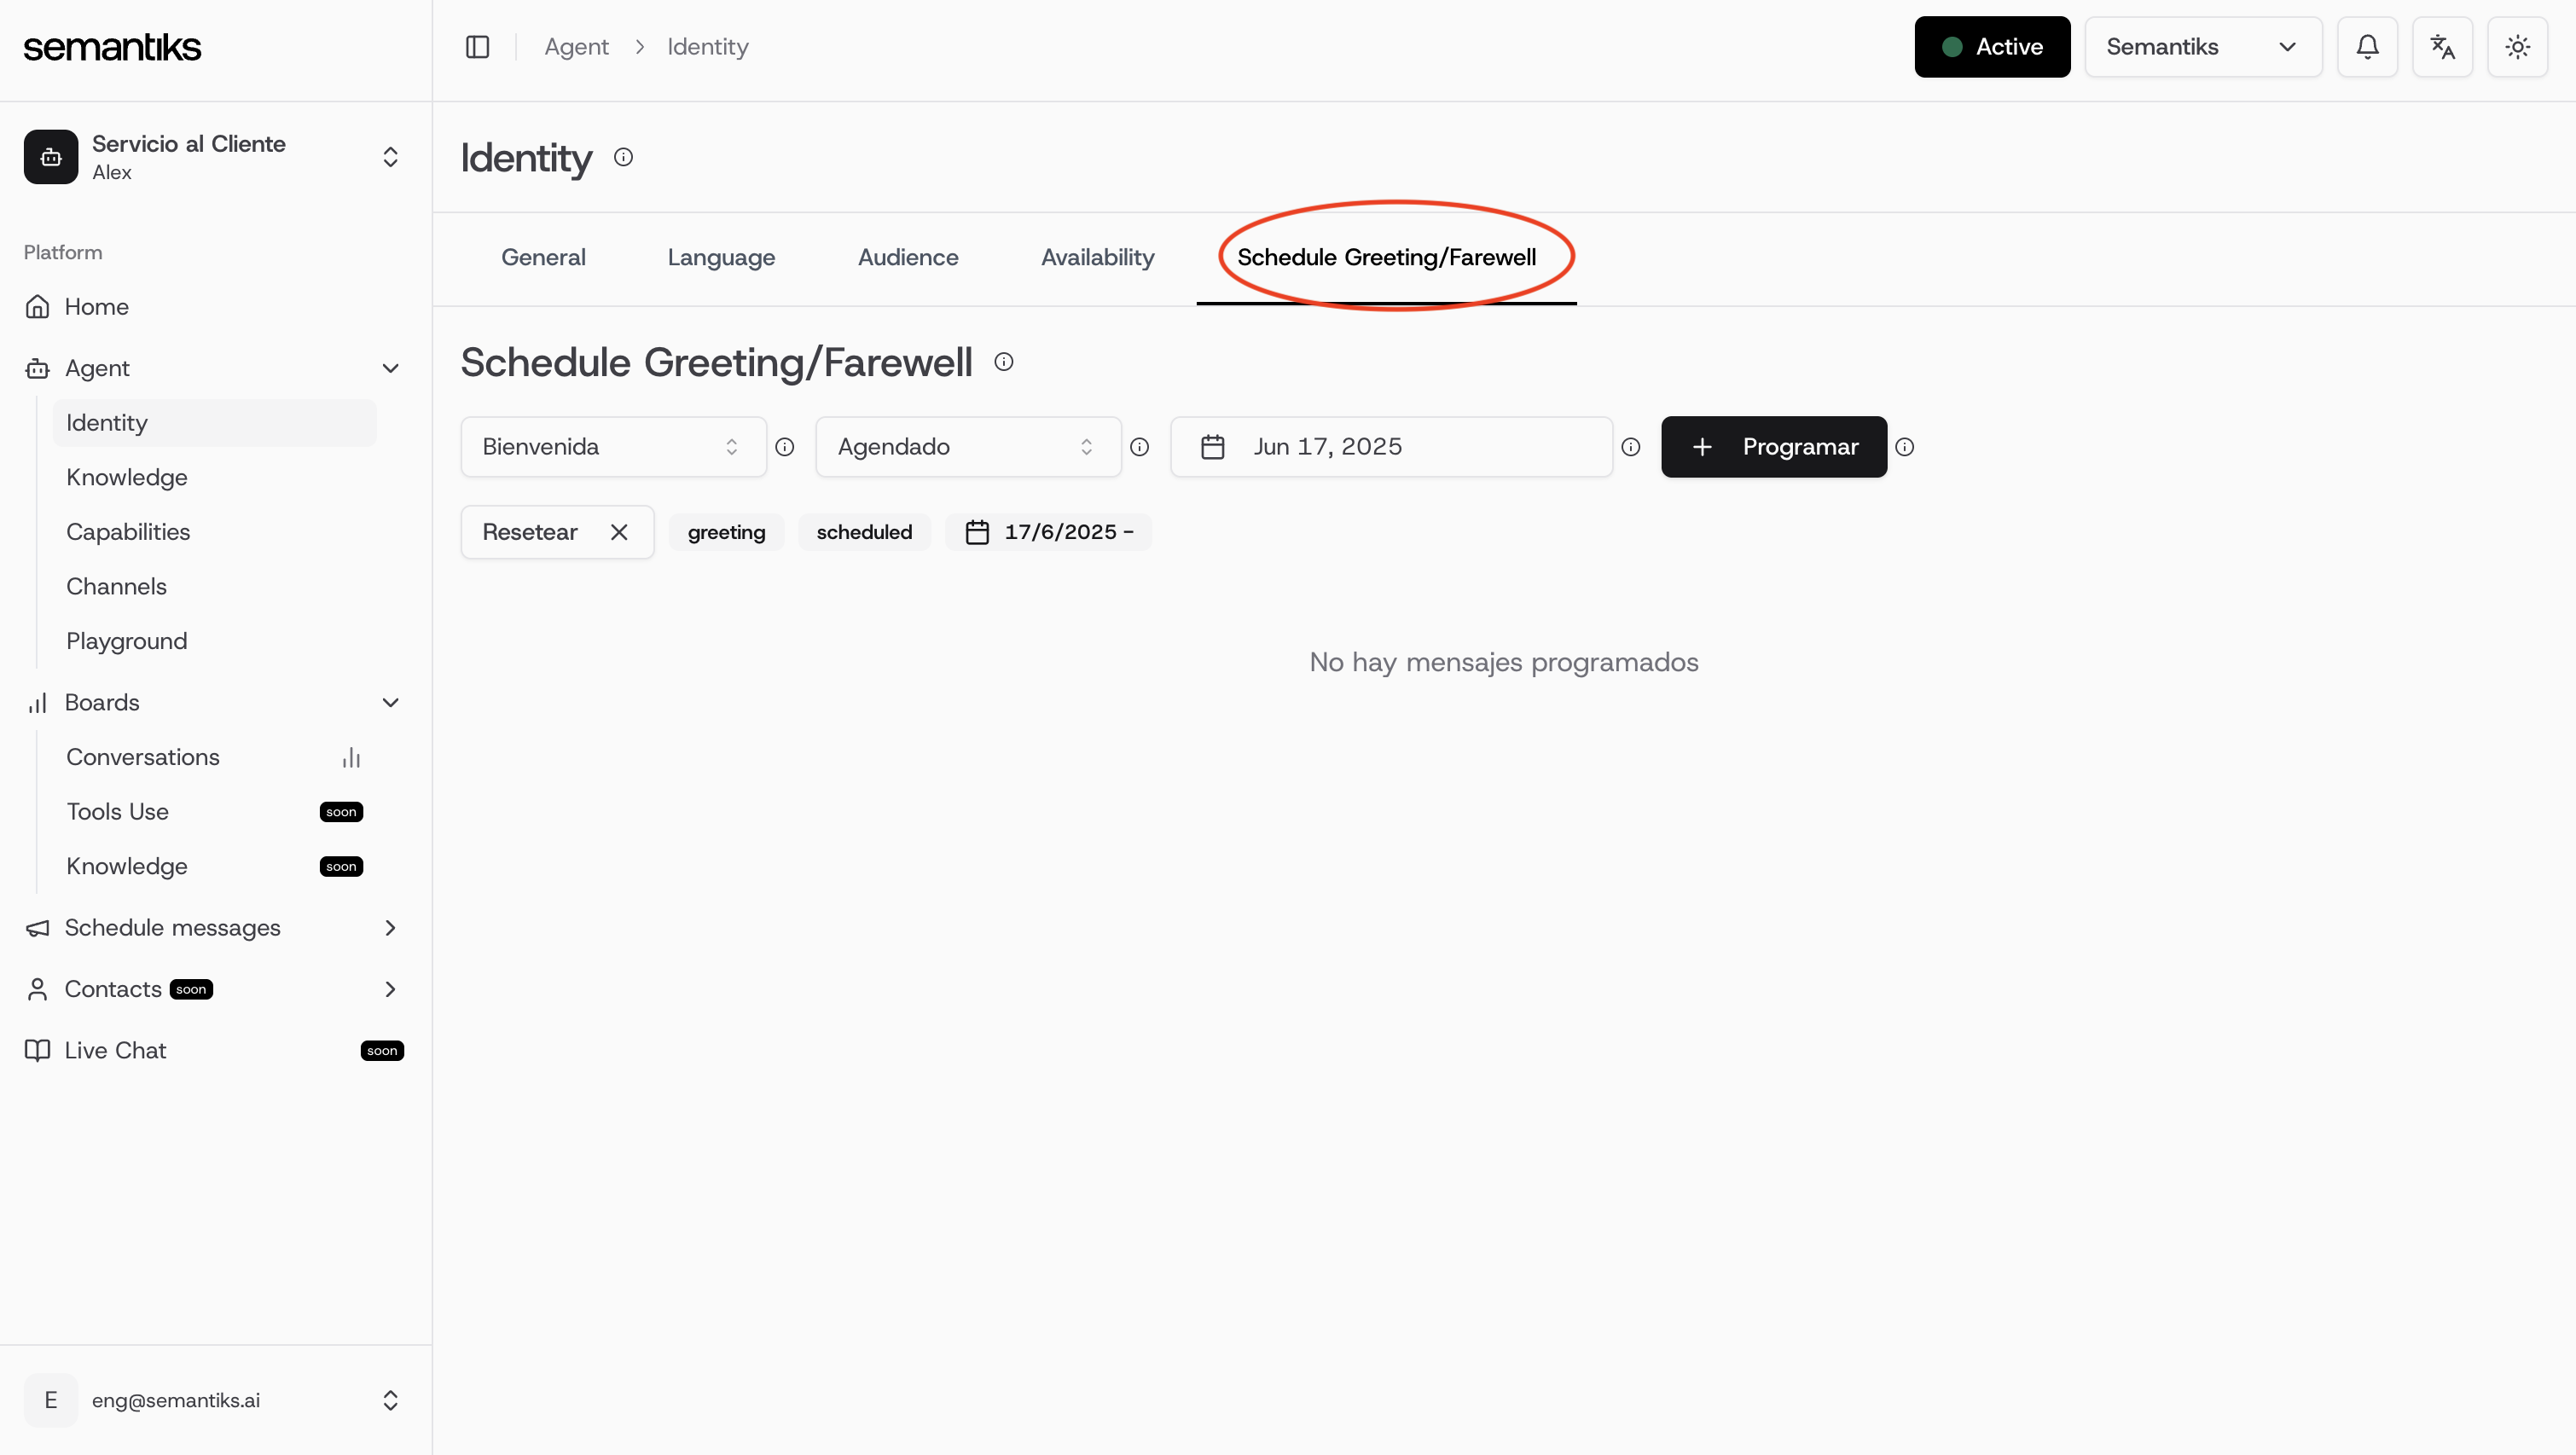 semantiks
Agent > Identity
Active
Semantiks
Servicio al Cliente
Alex
Platform
Home
Agent
Identity
Knowledge
Capabilities
Channels
Playground
Boards
Conversations
Tools Use soon
Knowledge soon
Schedule messages
Contacts soon
Live Chat soon
E eng@semantiks.ai
Identity
General Language Audience Availability Schedule Greeting/Farewell
Schedule Greeting/Farewell
Bienvenida Agendado Jun 17, 2025 + Programar
Resetear greeting scheduled 17/6/2025 -
No hay mensajes programados